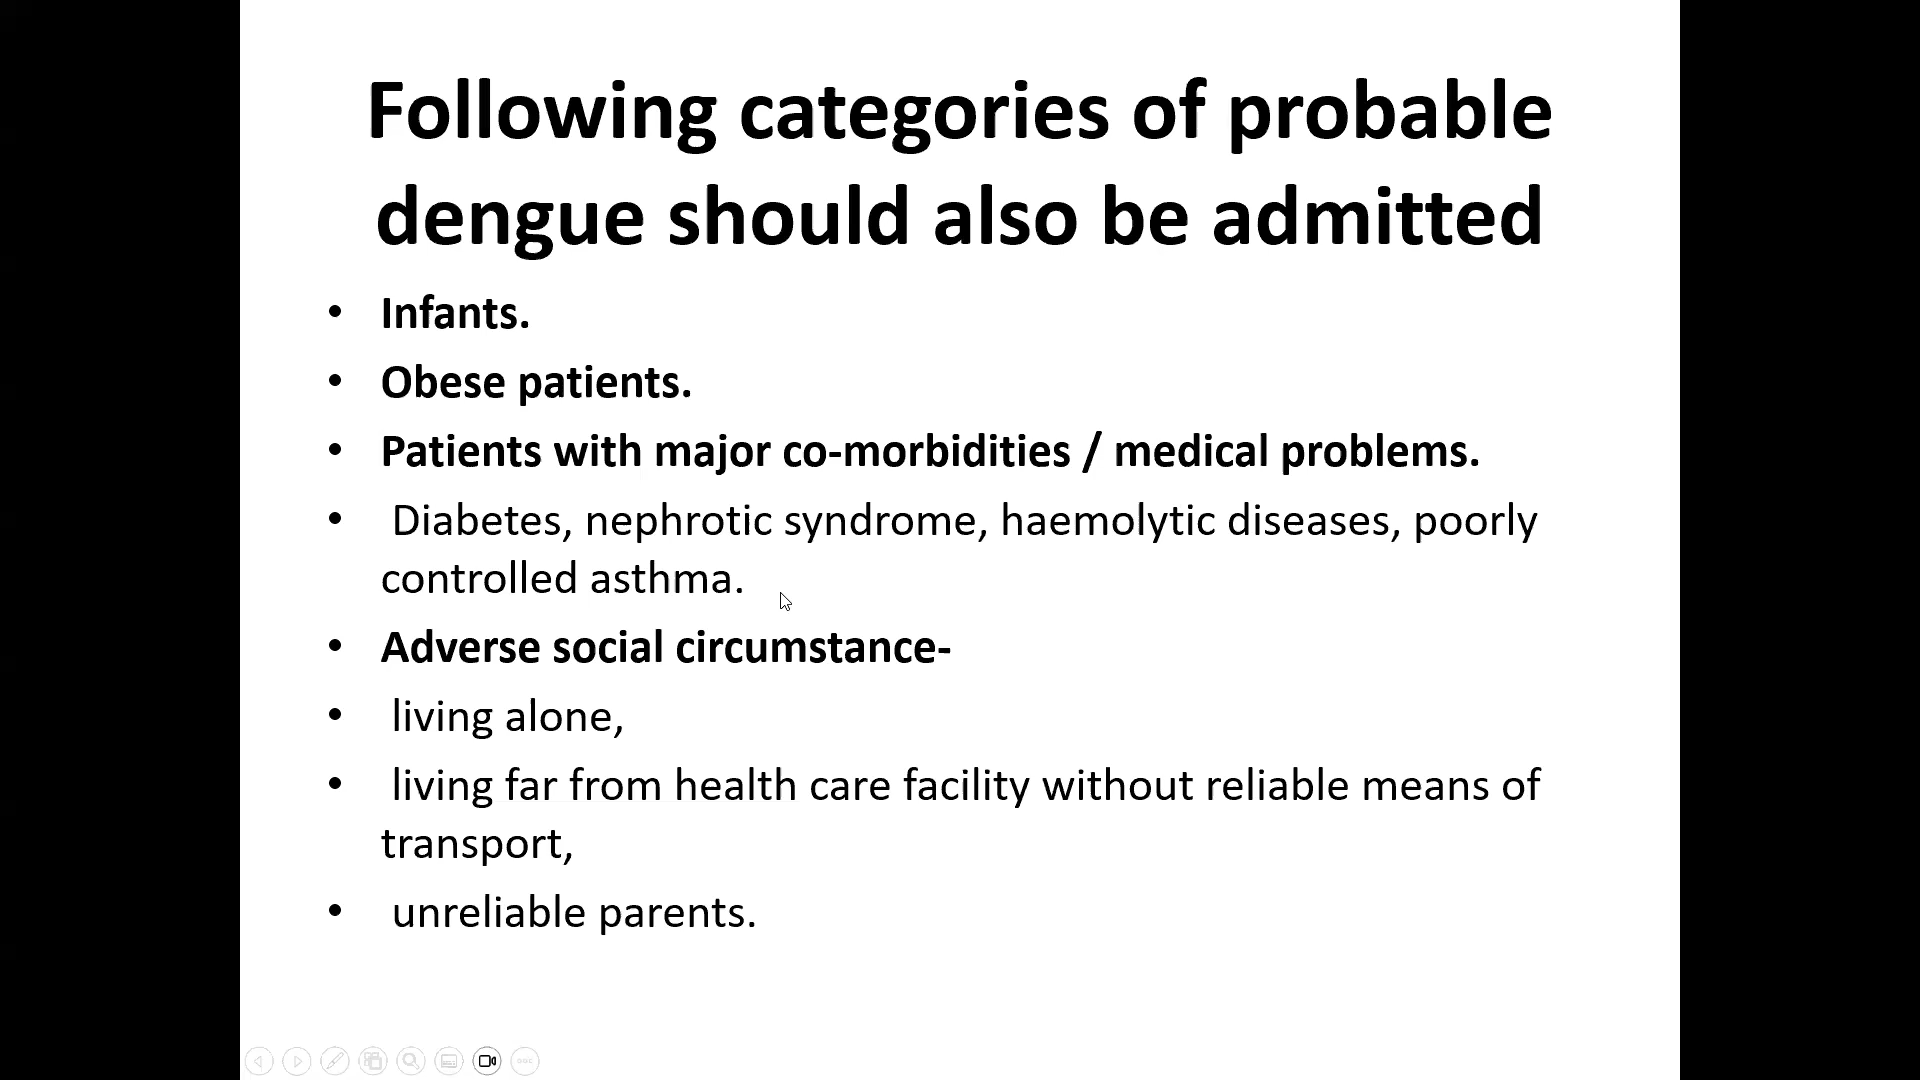 Following categories of probable
dengue should also be admitted
• Infants.
• Obese patients.
• Patients with major co-morbidities / medical problems.
• Diabetes, nephrotic syndrome, haemolytic diseases, poorly
controlled asthma.
• Adverse social circumstance-
• living alone,
• living far from health care facility without reliable means of
transport,
• unreliable parents.